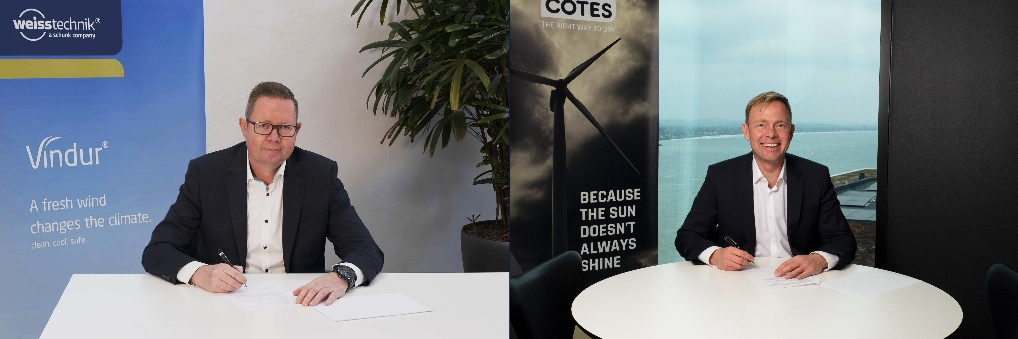 weisstechnik®
a schunk company
Vindur®
A fresh wind
changes the climate.
clean. cool. safe.
COTES
THE RIGHT WAY TO DRY
BECAUSE
THE SUN
DOESN'T
ALWAYS
SHINE